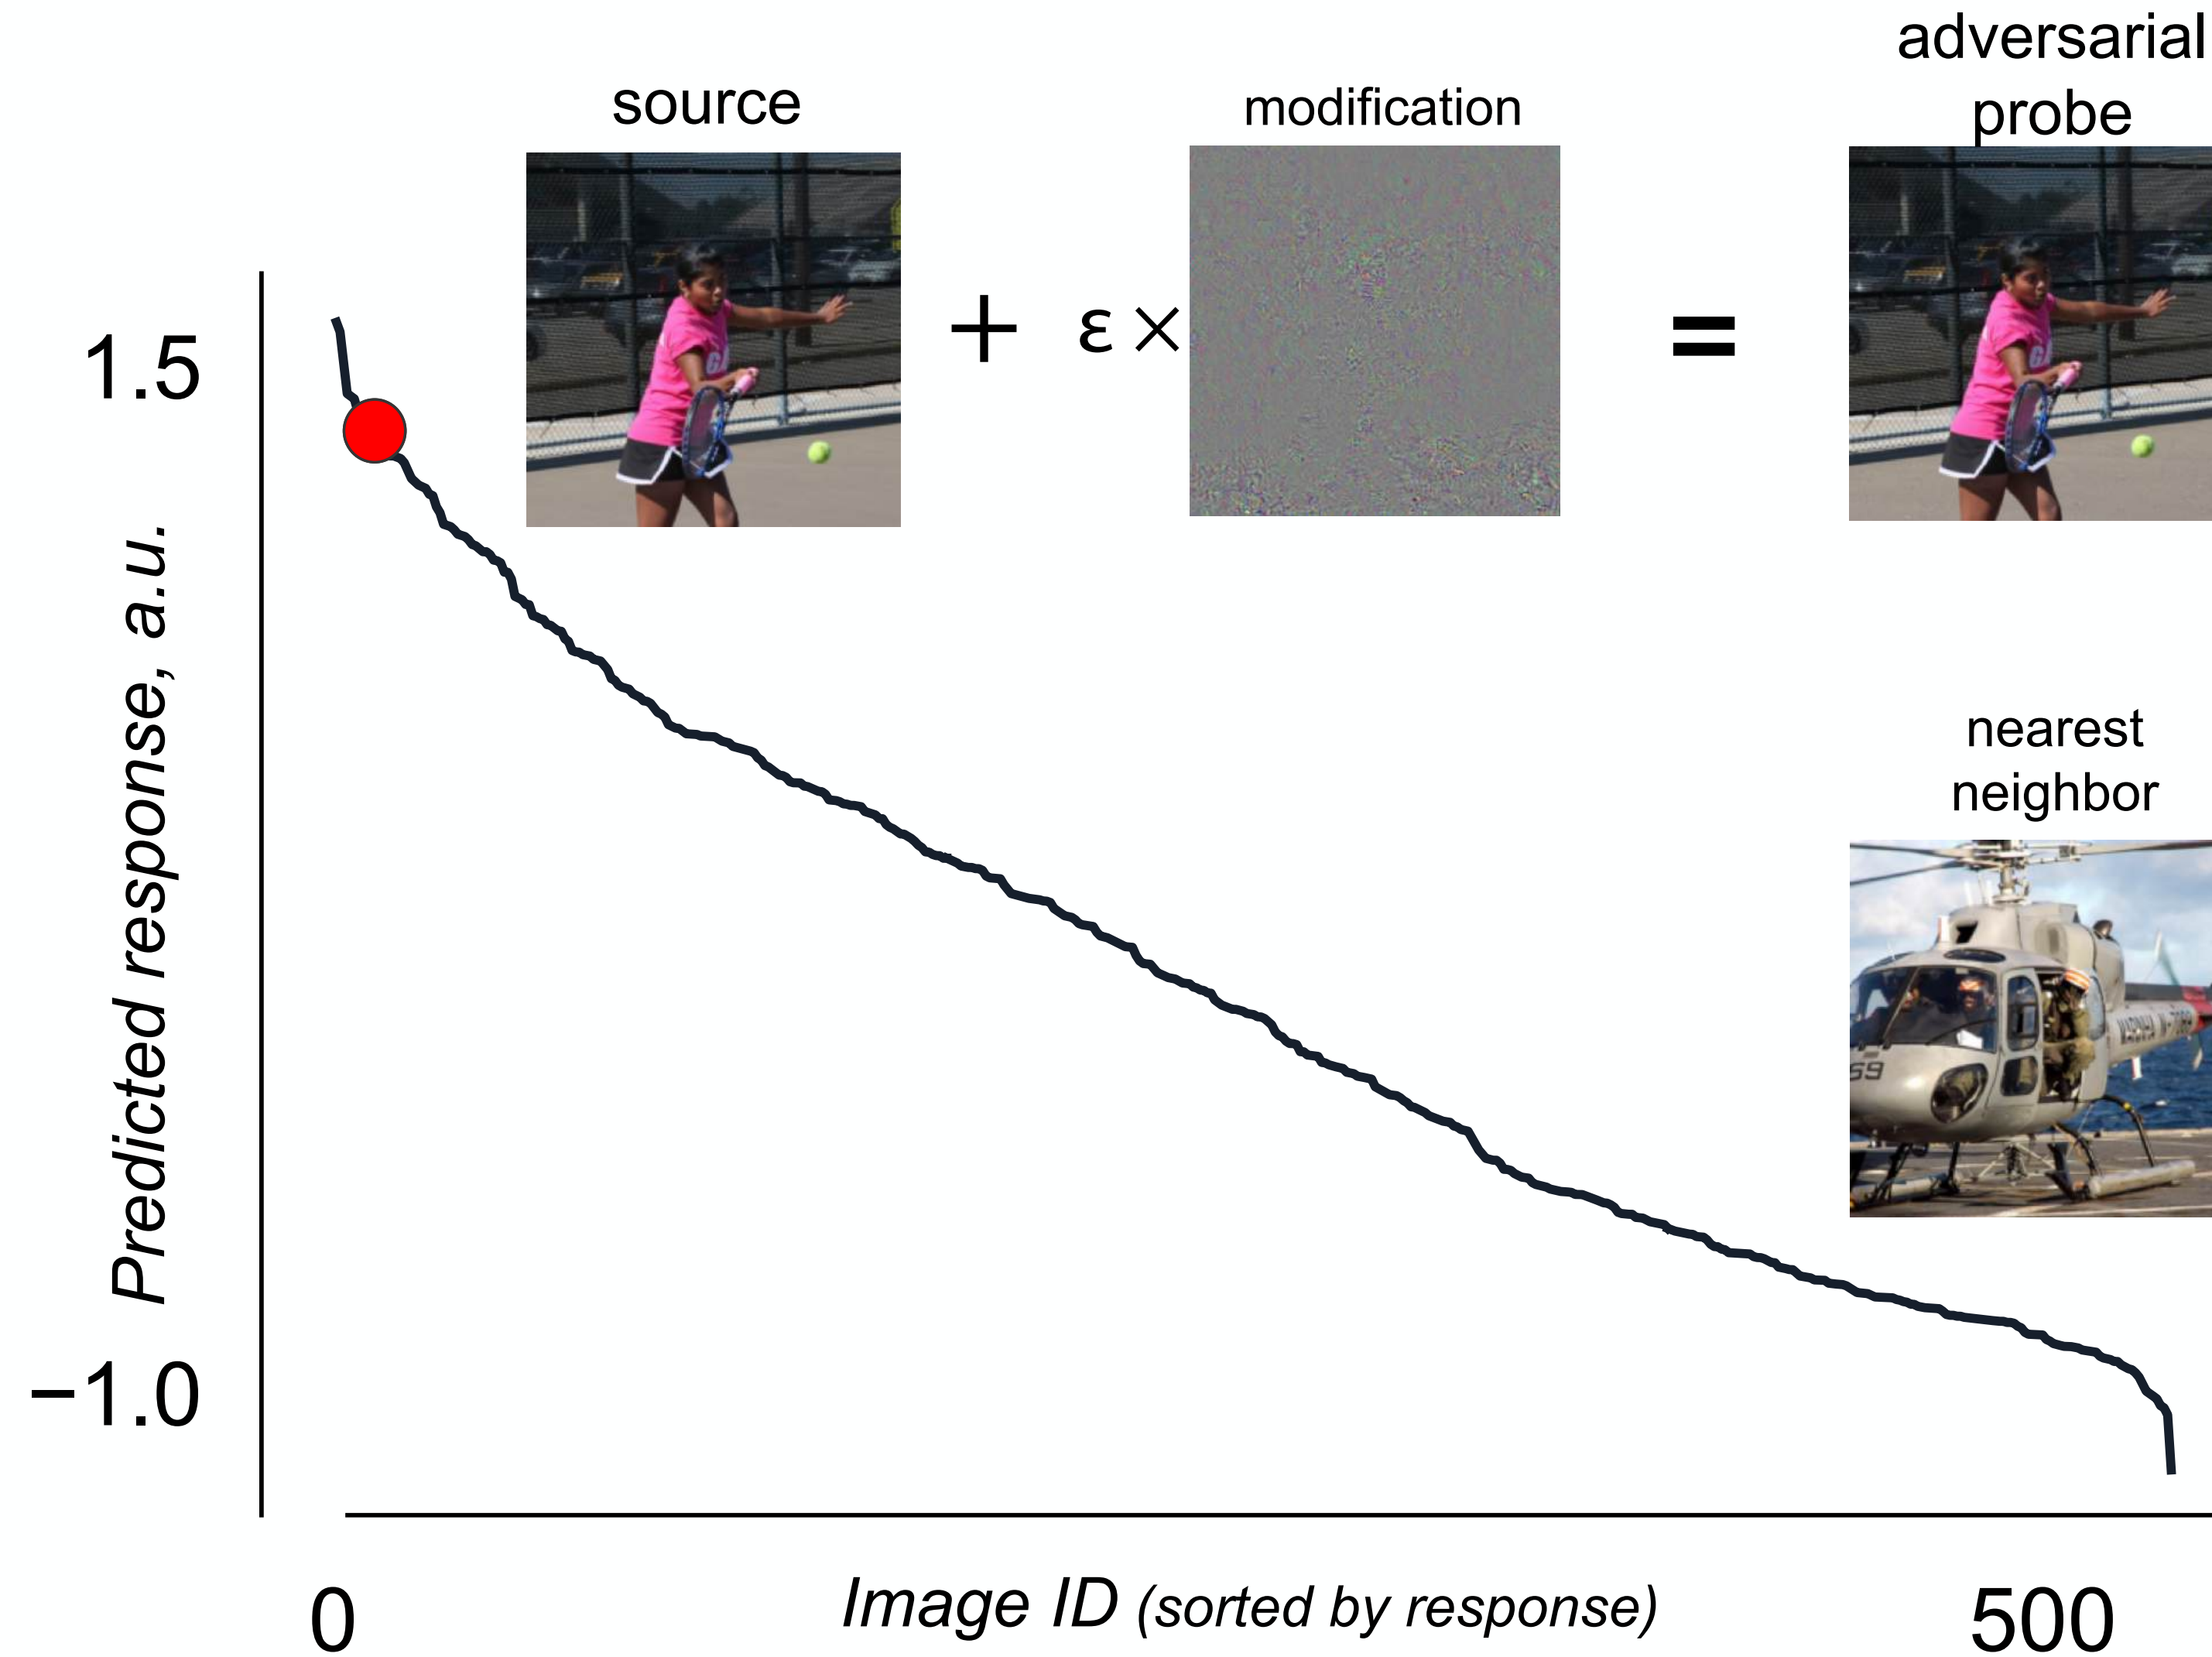 adversarial
probe
source
modification
+ ε ×
=
1.5
Predicted response, a.u.
nearest
neighbor
59
−1.0
0
Image ID (sorted by response)
500